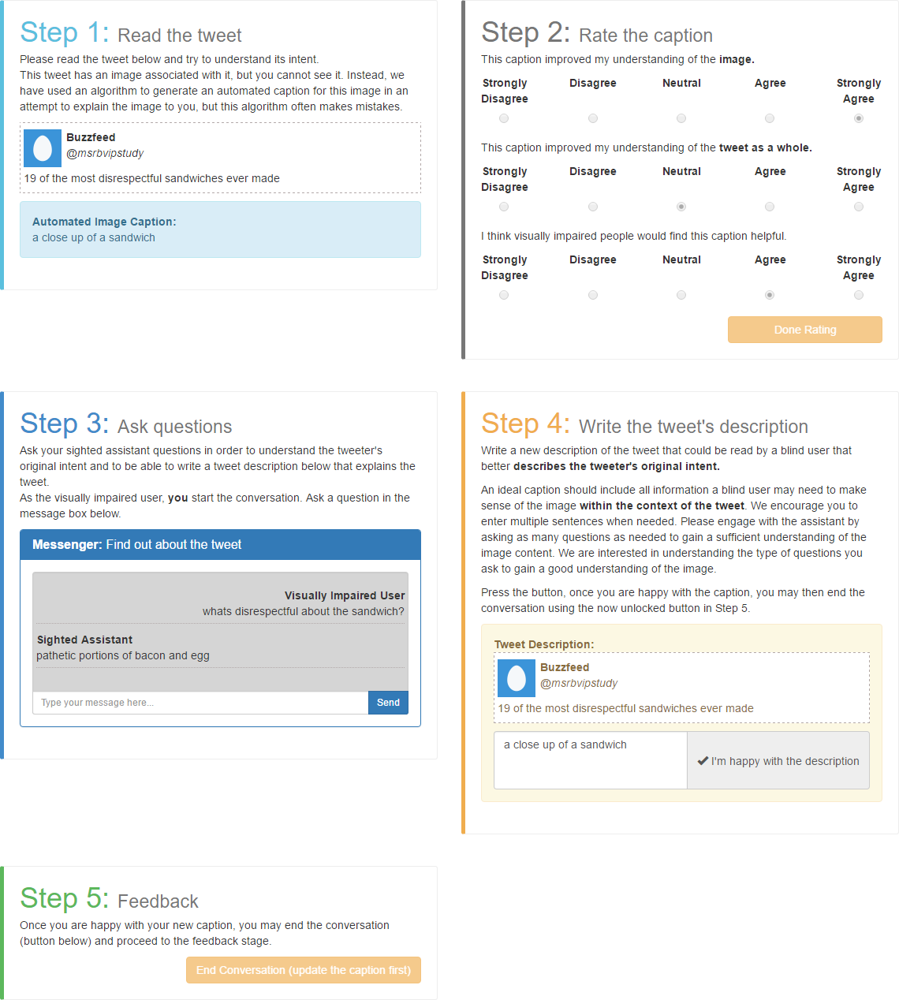 Step 1: Read the tweet
Please read the tweet below and try to understand its intent.
This tweet has an image associated with it, but you cannot see it. Instead, we
have used an algorithm to generate an automated caption for this image in an
attempt to explain the image to you, but this algorithm often makes mistakes.
Buzzfeed
@msrbvipstudy
19 of the most disrespectful sandwiches ever made
Automated Image Caption:
a close up of a sandwich
Step 2: Rate the caption
This caption improved my understanding of the image.
Strongly Disagree Disagree Neutral Agree Strongly Agree
This caption improved my understanding of the tweet as a whole.
Strongly Disagree Disagree Neutral Agree Strongly Agree
I think visually impaired people would find this caption helpful.
Strongly Disagree Disagree Neutral Agree Strongly Agree
Done Rating
Step 3: Ask questions
Ask your sighted assistant questions in order to understand the tweeter's
original intent and to be able to write a tweet description below that explains the
tweet.
As the visually impaired user, you start the conversation. Ask a question in the
message box below.
Messenger: Find out about the tweet
Visually Impaired User
whats disrespectful about the sandwich?
Sighted Assistant
pathetic portions of bacon and egg
Type your message here...
Send
Step 4: Write the tweet's description
Write a new description of the tweet that could be read by a blind user that
better describes the tweeter's original intent.
An ideal caption should include all information a blind user may need to make
sense of the image within the context of the tweet. We encourage you to
enter multiple sentences when needed. Please engage with the assistant by
asking as many questions as needed to gain a sufficient understanding of the
image content. We are interested in understanding the type of questions you
ask to gain a good understanding of the image.
Press the button, once you are happy with the caption, you may then end the
conversation using the now unlocked button in Step 5.
Tweet Description:
Buzzfeed
@msrbvipstudy
19 of the most disrespectful sandwiches ever made
a close up of a sandwich
✔ I'm happy with the description
Step 5: Feedback
Once you are happy with your new caption, you may end the conversation
(button below) and proceed to the feedback stage.
End Conversation (update the caption first)